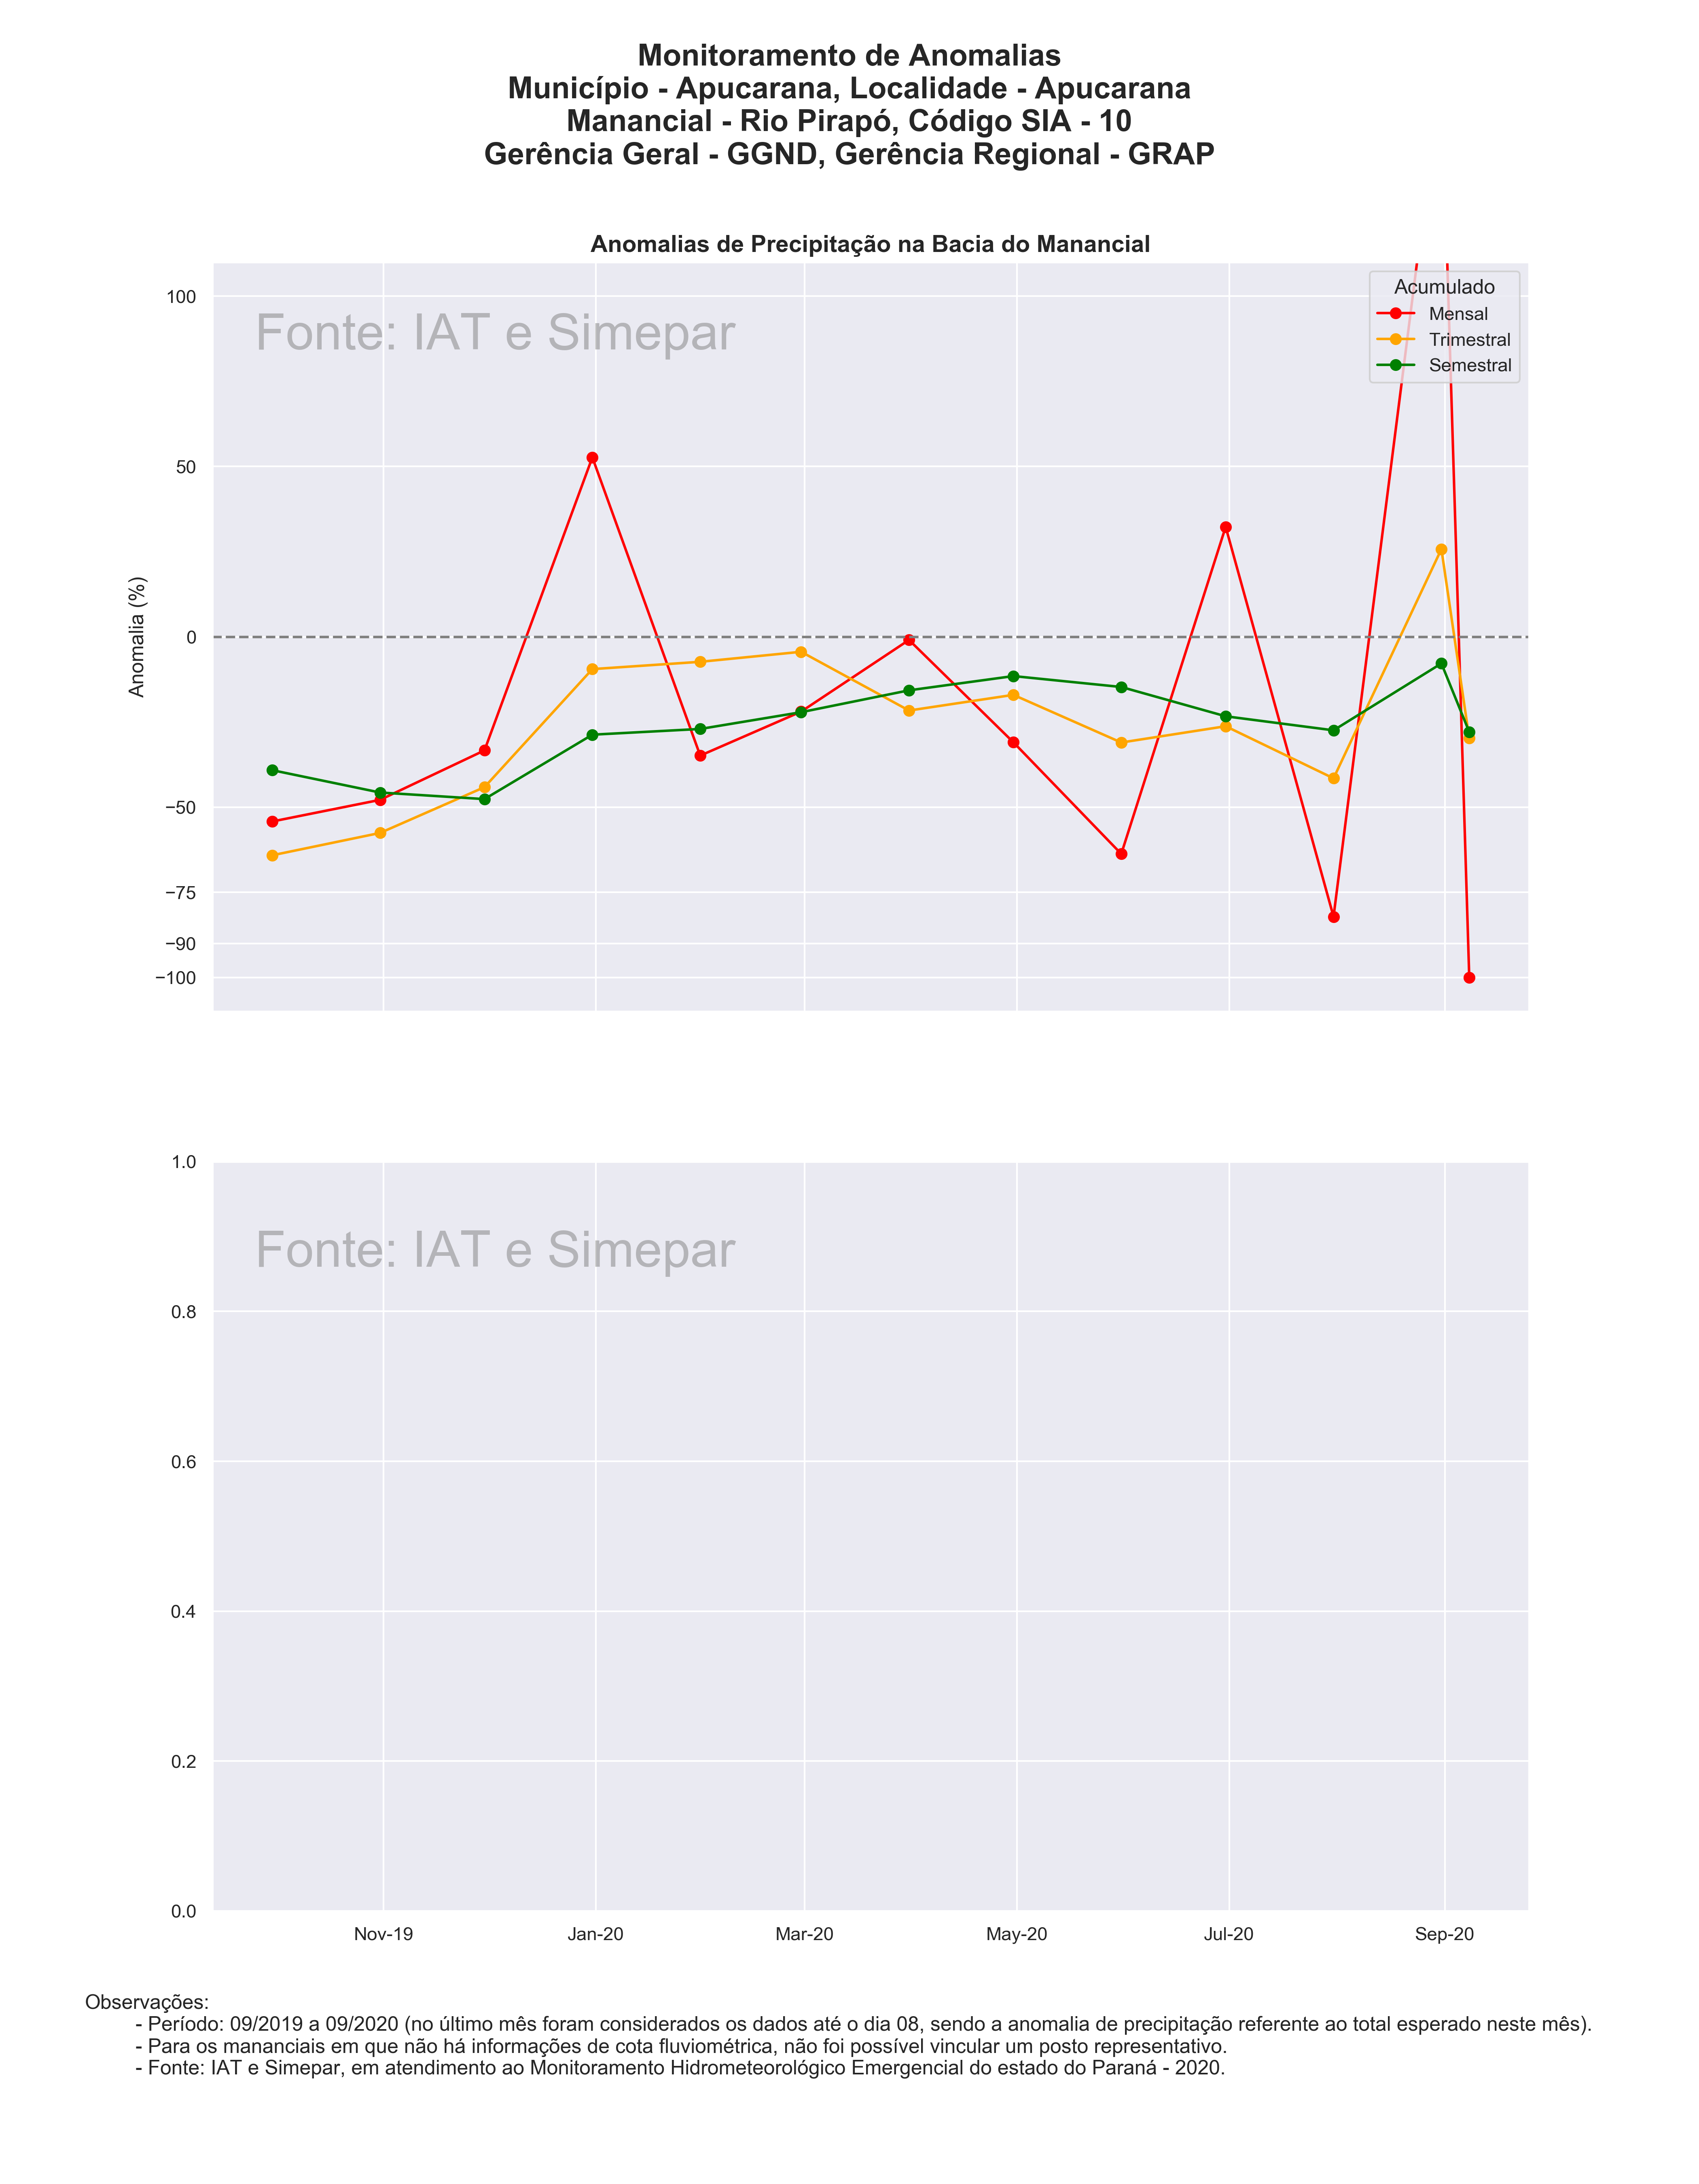 Monitoramento de Anomalias
Município - Apucarana, Localidade - Apucarana
Manancial - Rio Pirapó, Código SIA - 10
Gerência Geral - GGND, Gerência Regional - GRAP
Anomalias de Precipitação na Bacia do Manancial
Fonte: IAT e Simepar
Acumulado
Mensal
Trimestral
Semestral
Anomalia (%)
100
50
0
−50
−75
−90
−100
Fonte: IAT e Simepar
1.0
0.8
0.6
0.4
0.2
0.0
Nov-19 Jan-20 Mar-20 May-20 Jul-20 Sep-20
Observações:
- Período: 09/2019 a 09/2020 (no último mês foram considerados os dados até o dia 08, sendo a anomalia de precipitação referente ao total esperado neste mês).
- Para os mananciais em que não há informações de cota fluviométrica, não foi possível vincular um posto representativo.
- Fonte: IAT e Simepar, em atendimento ao Monitoramento Hidrometeorológico Emergencial do estado do Paraná - 2020.